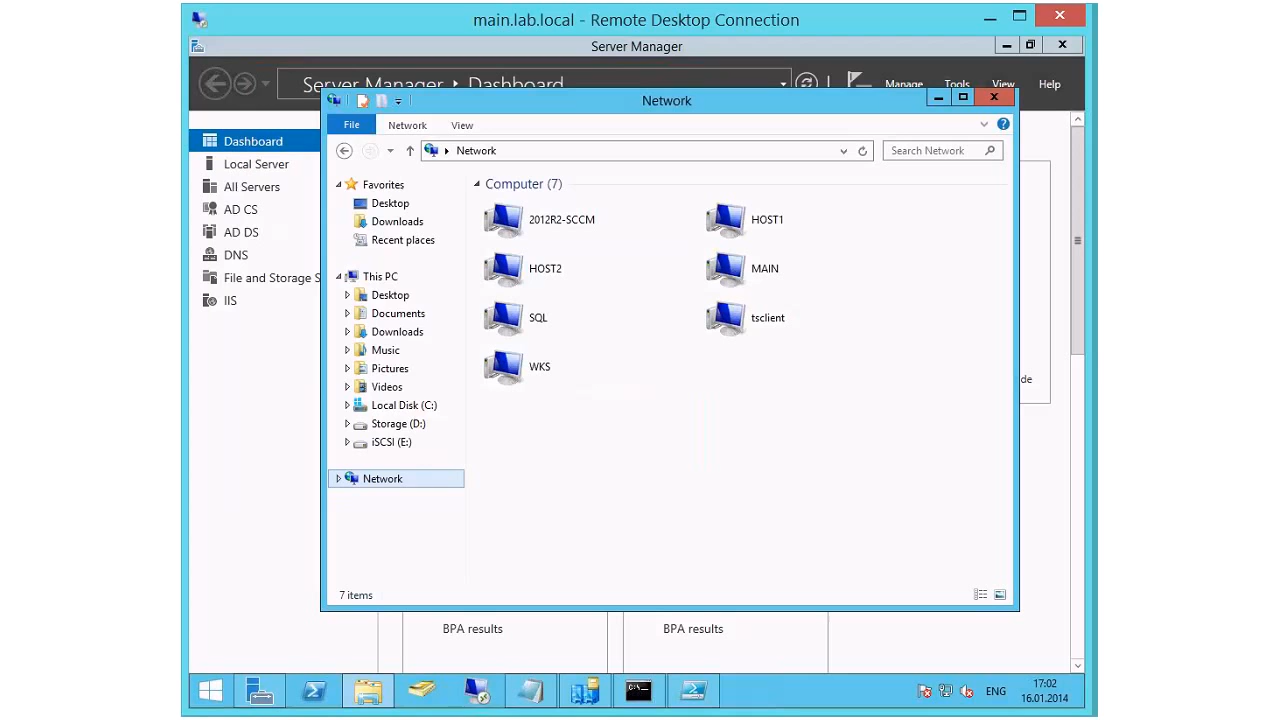 main.lab.local - Remote Desktop Connection
Server Manager
Server Manager Dashboard
Manage Tools View Help
Network
File Network View
Network
Search Network
Dashboard
Local Server
All Servers
AD CS
AD DS
DNS
File and Storage S
IIS
Favorites
Desktop
Downloads
Recent places
This PC
Desktop
Documents
Downloads
Music
Pictures
Videos
Local Disk (C:)
Storage (D:)
iSCSI (E:)
Network
Computer (7)
2012R2-SCCM
HOST1
HOST2
MAIN
SQL
tsclient
WKS
de
7 items
BPA results
BPA results
ENG
17:02
16.01.2014